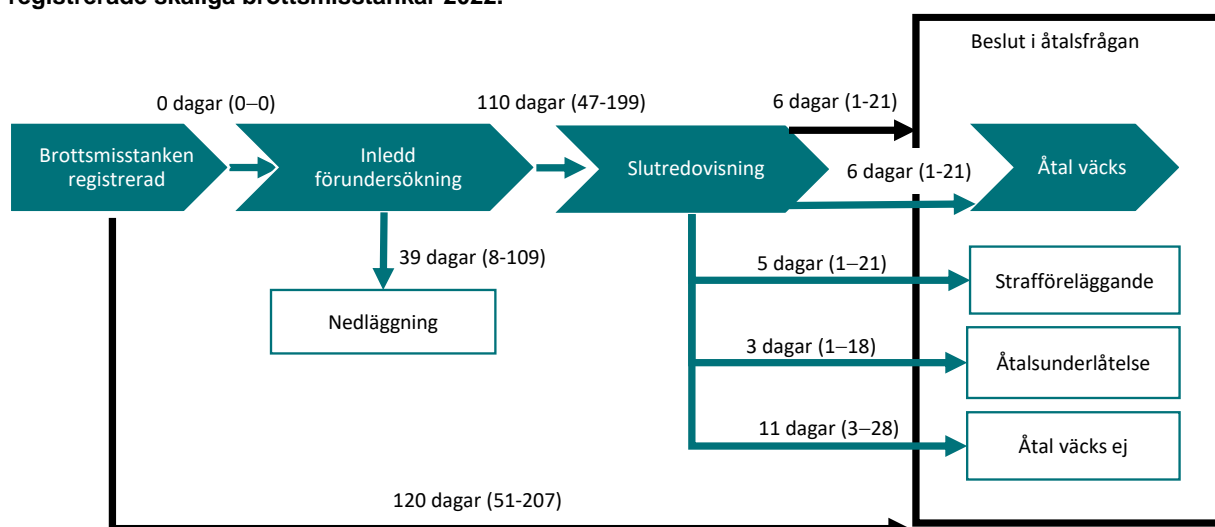 registrerade skäliga brottsmisstankar 2022.
Beslut i åtalsfrågan
0 dagar (0–0)
110 dagar (47-199)
6 dagar (1-21)
Brottsmisstanken
registrerad
Inledd
förundersökning
Slutredovisning
6 dagar (1-21)
Åtal väcks
39 dagar (8-109)
Nedläggning
5 dagar (1–21)
Strafföreläggande
3 dagar (1–18)
Åtalsunderlåtelse
11 dagar (3–28)
Åtal väcks ej
120 dagar (51-207)